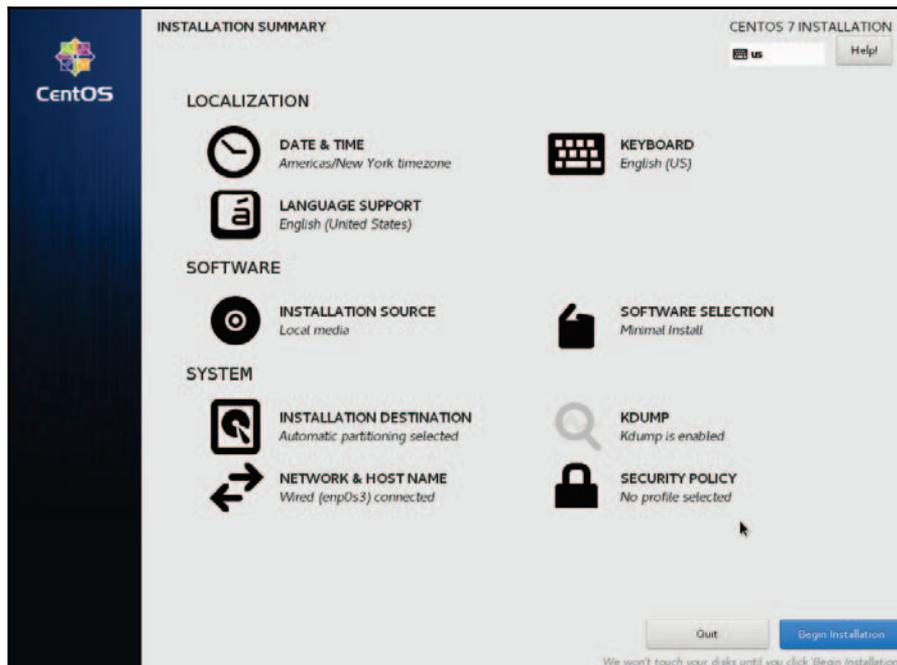 INSTALLATION SUMMARY
CENTOS 7 INSTALLATION
us
Help!
CentOS
LOCALIZATION
DATE & TIME
Americas/New York timezone
KEYBOARD
English (US)
LANGUAGE SUPPORT
English (United States)
SOFTWARE
INSTALLATION SOURCE
Local media
SOFTWARE SELECTION
Minimal Install
SYSTEM
INSTALLATION DESTINATION
Automatic partitioning selected
KDUMP
Kdump is enabled
NETWORK & HOST NAME
Wired (enp0s3) connected
SECURITY POLICY
No profile selected
Quit
Begin Installation
We won't touch your disks until you click 'Begin Installation